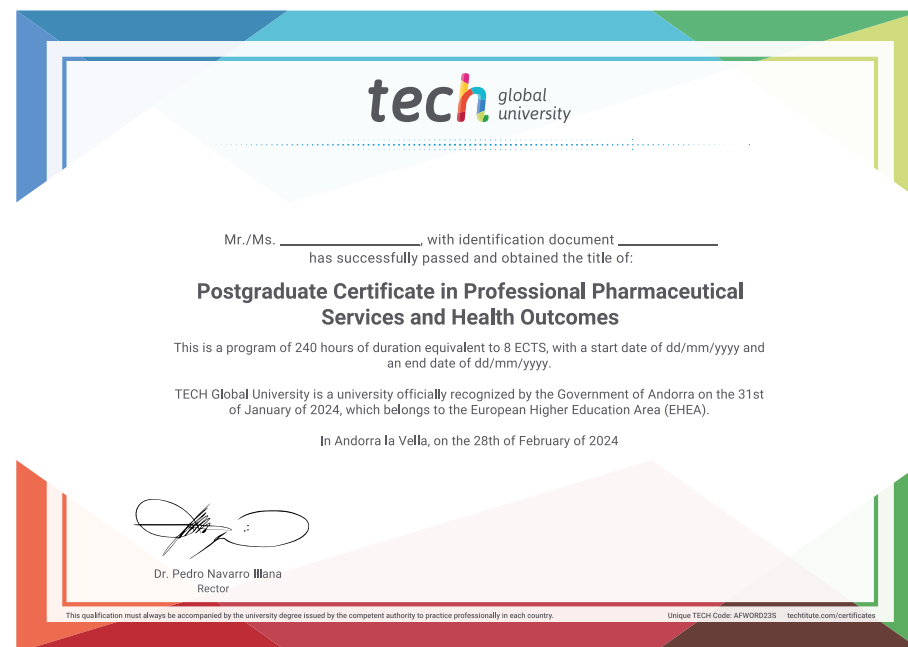 tech global university
Mr./Ms. ____________________, with identification document ______________
has successfully passed and obtained the title of:
Postgraduate Certificate in Professional Pharmaceutical
Services and Health Outcomes
This is a program of 240 hours of duration equivalent to 8 ECTS, with a start date of dd/mm/yyyy and
an end date of dd/mm/yyyy.
TECH Global University is a university officially recognized by the Government of Andorra on the 31st
of January of 2024, which belongs to the European Higher Education Area (EHEA).
In Andorra la Vella, on the 28th of February of 2024
Dr. Pedro Navarro Illana
Rector
This qualification must always be accompanied by the university degree issued by the competent authority to practice professionally in each country.
Unique TECH Code: AFWORD23S techtitute.com/certificates